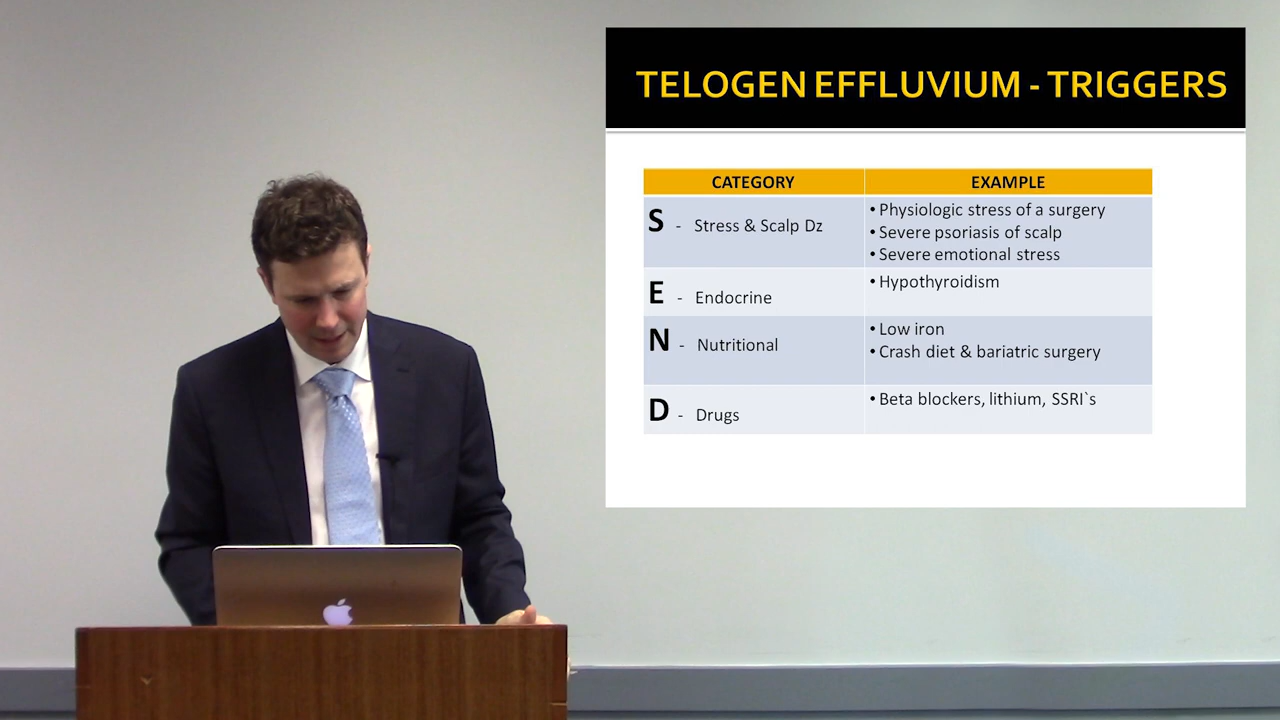 TELOGEN EFFLUVIUM - TRIGGERS
CATEGORY EXAMPLE
S - Stress & Scalp Dz
• Physiologic stress of a surgery
• Severe psoriasis of scalp
• Severe emotional stress
E - Endocrine
• Hypothyroidism
N - Nutritional
• Low iron
• Crash diet & bariatric surgery
D - Drugs
• Beta blockers, lithium, SSRI`s